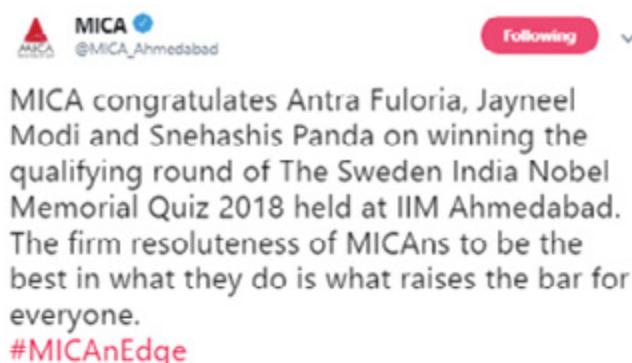 MICA
@MICA_Ahmedabad
Following
MICA
MICA congratulates Antra Fuloria, Jayneel
Modi and Snehashis Panda on winning the
qualifying round of The Sweden India Nobel
Memorial Quiz 2018 held at IIM Ahmedabad.
The firm resoluteness of MICAns to be the
best in what they do is what raises the bar for
everyone.
#MICAnEdge